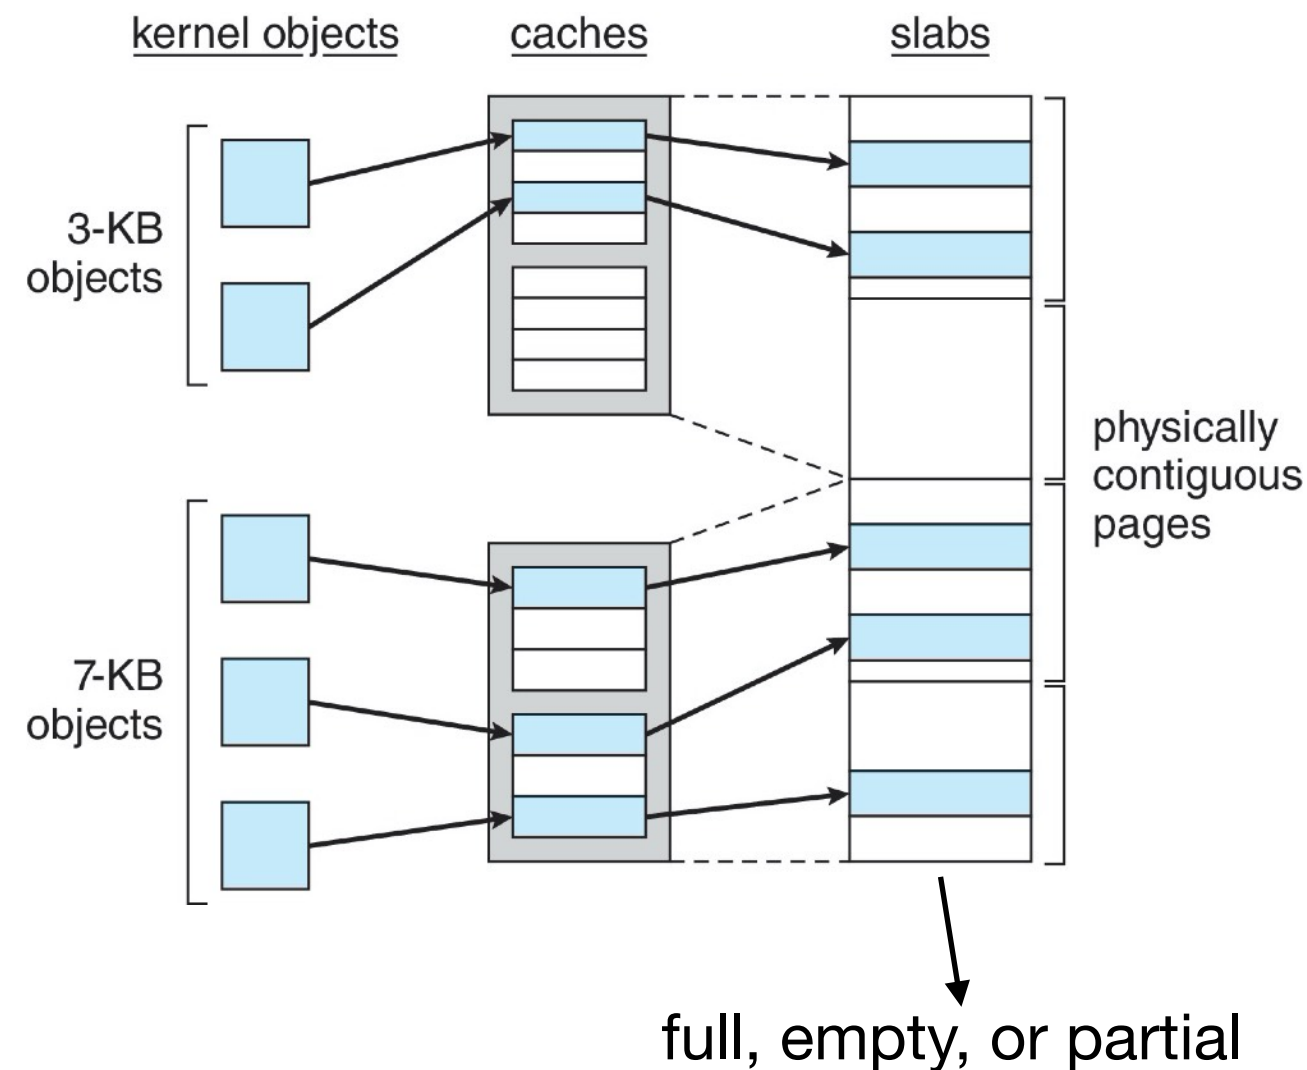 kernel objects
caches
slabs
3-KB
objects
physically
contiguous
pages
7-KB
objects
full, empty, or partial